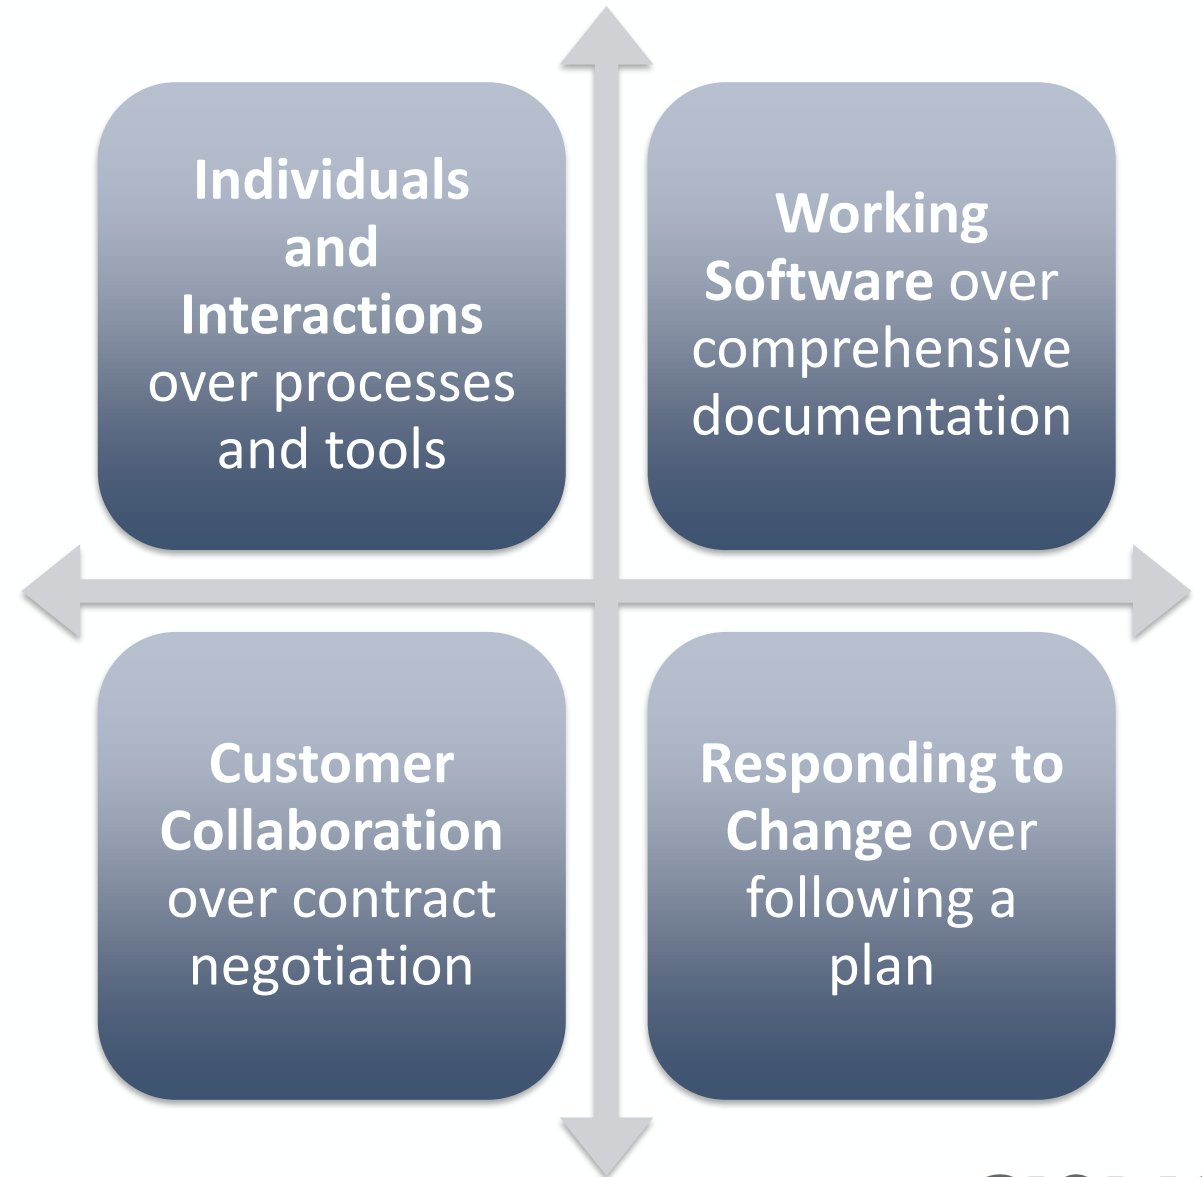 Individuals
and
Interactions
over processes
and tools
Working
Software over
comprehensive
documentation
Customer
Collaboration
over contract
negotiation
Responding to
Change over
following a
plan